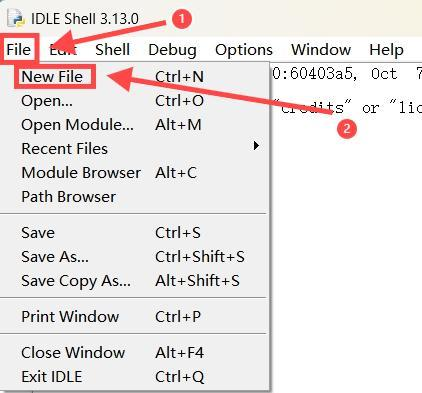 IDLE Shell 3.13.0
1
File Edit Shell Debug Options Window Help
New File Ctrl+N
0:60403a5, Oct 7
Open... Ctrl+O
"credits" or "lic
Open Module... Alt+M
2
Recent Files
Module Browser Alt+C
Path Browser
Save Ctrl+S
Save As... Ctrl+Shift+S
Save Copy As... Alt+Shift+S
Print Window Ctrl+P
Close Window Alt+F4
Exit IDLE Ctrl+Q